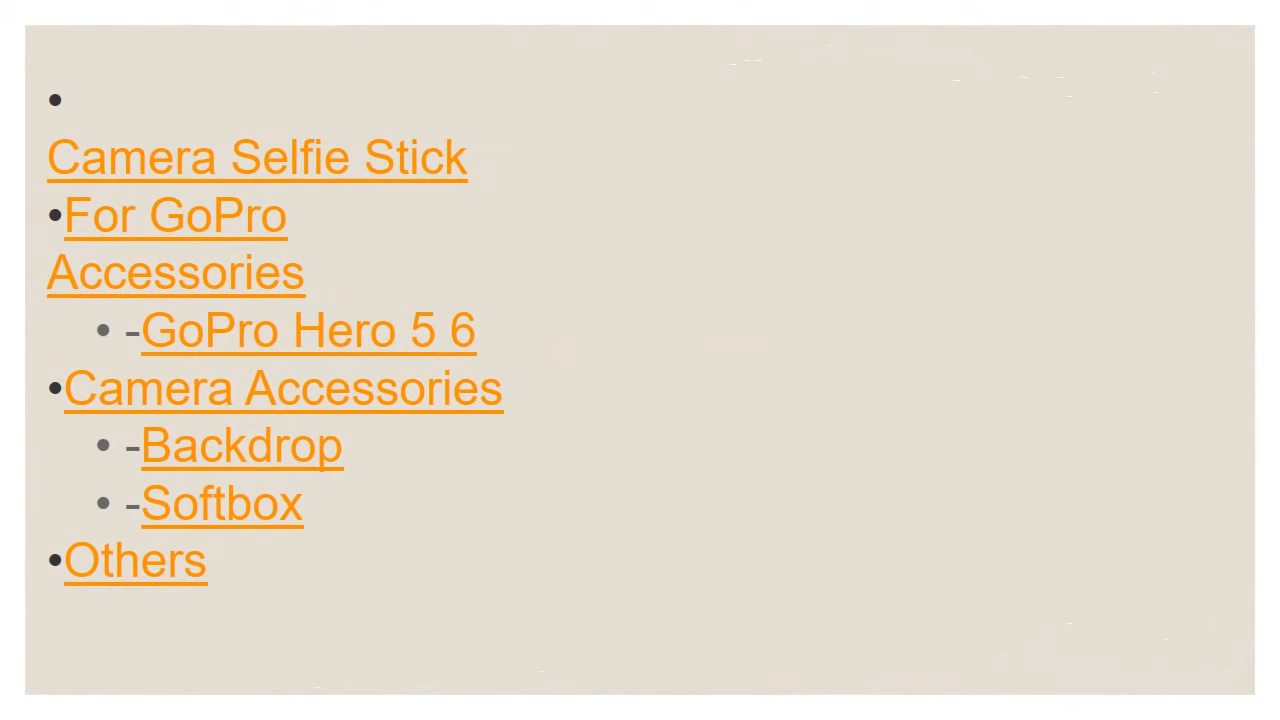 •
Camera Selfie Stick
•For GoPro
Accessories
• -GoPro Hero 5 6
•Camera Accessories
• -Backdrop
• -Softbox
•Others